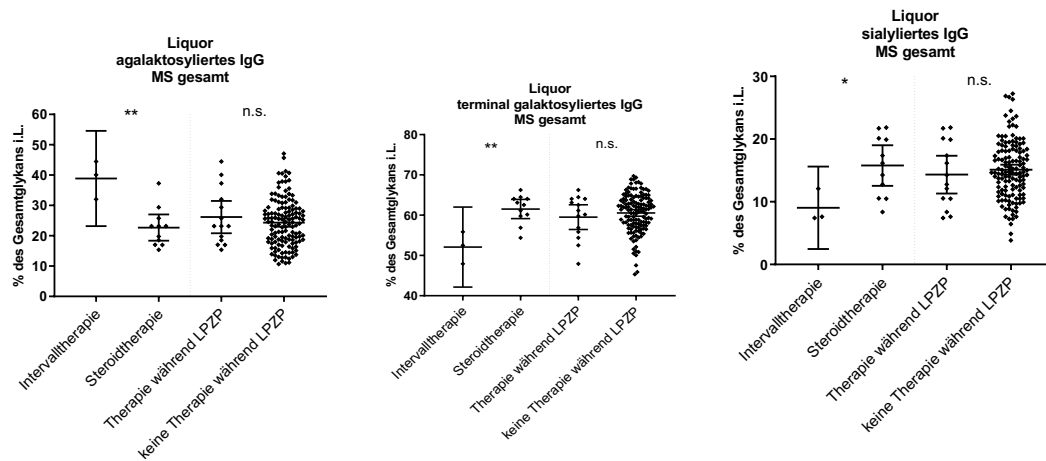 Liquor
agalaktosyliertes IgG
MS gesamt
% des Gesamtglykans i.L.
60
50
40
30
20
10
0
**
n.s.
Intervalltherapie
Steroidtherapie
Therapie während LPZP
keine Therapie während LPZP
Liquor
terminal galaktosyliertes IgG
MS gesamt
% des Gesamtglykans i.L.
80
70
60
50
40
**
n.s.
Intervalltherapie
Steroidtherapie
Therapie während LPZP
keine Therapie während LPZP
Liquor
sialyliertes IgG
MS gesamt
% des Gesamtglykans i.L.
30
20
10
0
*
n.s.
Intervalltherapie
Steroidtherapie
Therapie während LPZP
keine Therapie während LPZP